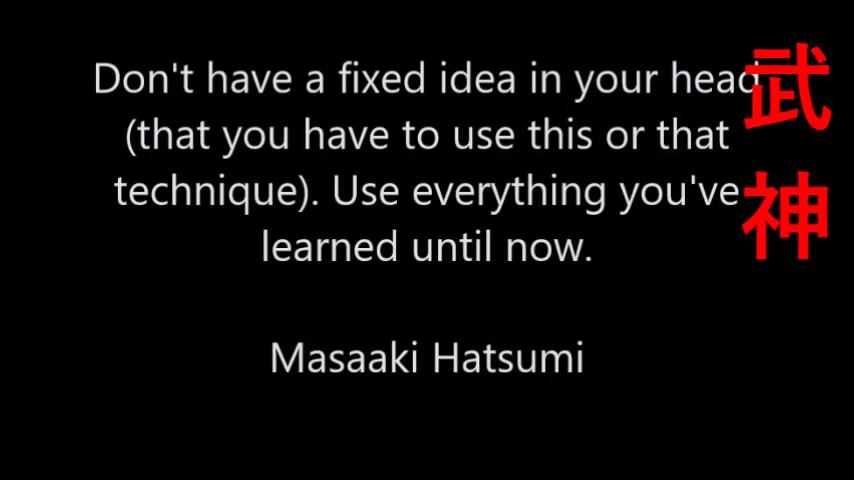 Don't have a fixed idea in your head
(that you have to use this or that
technique). Use everything you've
learned until now.
Masaaki Hatsumi
武
神